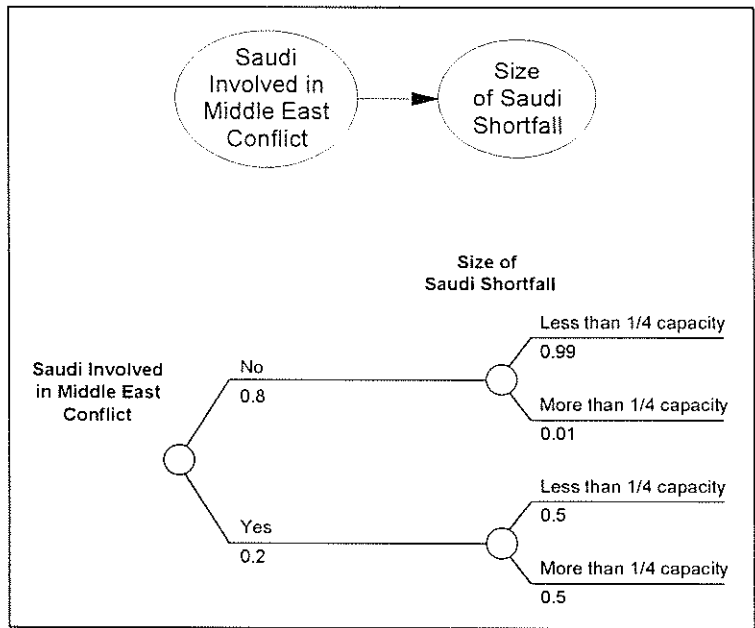 Saudi
Involved in
Middle East
Conflict
Size
of Saudi
Shortfall
Size of
Saudi Shortfall
Saudi Involved
in Middle East
Conflict
No
0.8
Less than 1/4 capacity
0.99
More than 1/4 capacity
0.01
Yes
0.2
Less than 1/4 capacity
0.5
More than 1/4 capacity
0.5